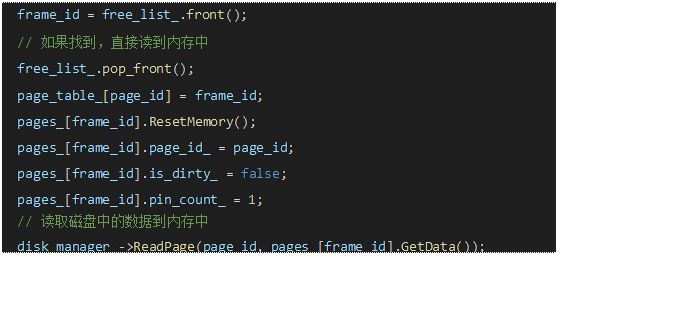 frame_id = free_list_.front();
// 如果找到，直接读到内存中
free_list_.pop_front();
page_table_[page_id] = frame_id;
pages_[frame_id].ResetMemory();
pages_[frame_id].page_id_ = page_id;
pages_[frame_id].is_dirty_ = false;
pages_[frame_id].pin_count_ = 1;
// 读取磁盘中的数据到内存中
disk_manager_->ReadPage(page_id, pages_[frame_id].GetData());